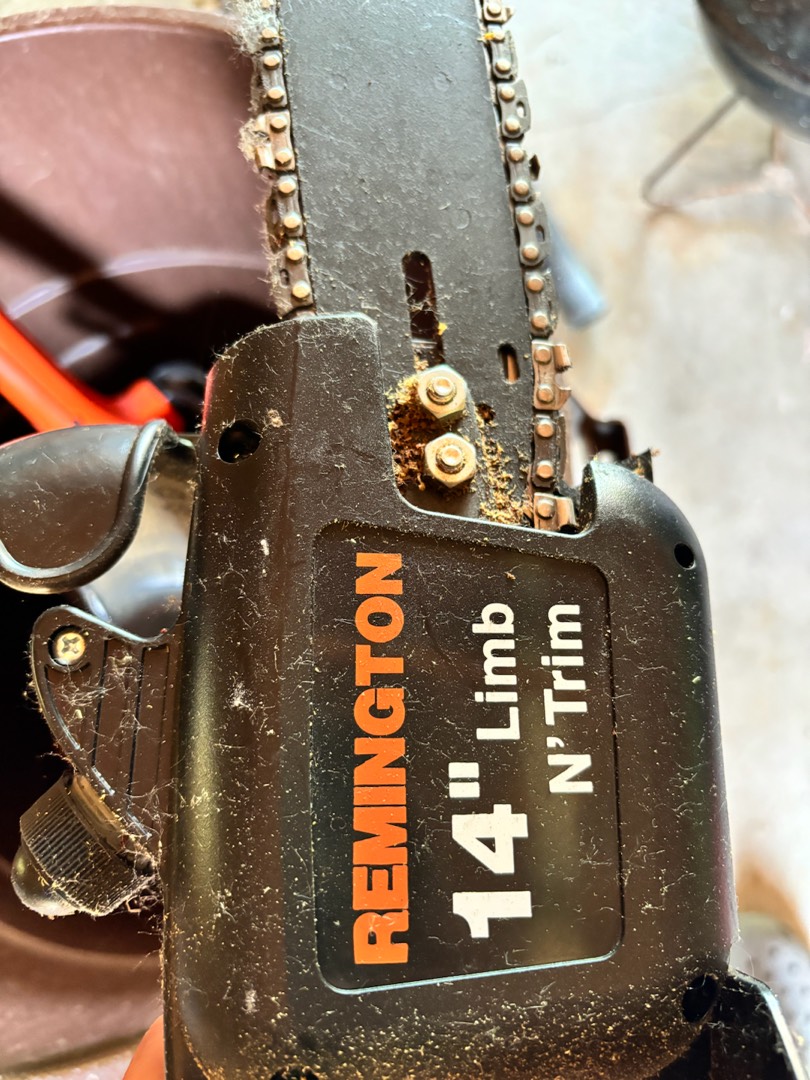 REMINGTON
14" Limb
N' Trim